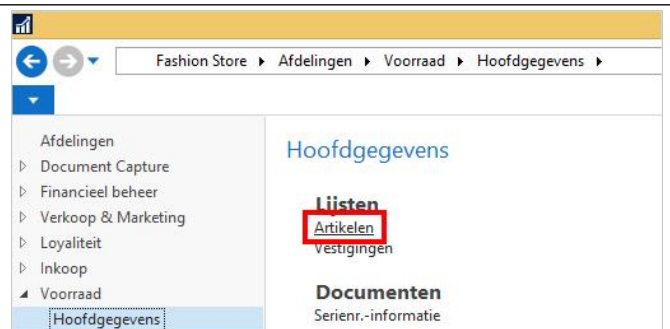 Fashion Store ▸ Afdelingen ▸ Voorraad ▸ Hoofdgegevens ▸
Afdelingen
Document Capture
Financieel beheer
Verkoop & Marketing
Loyaliteit
Inkoop
Voorraad
Hoofdgegevens
Hoofdgegevens
Lijsten
Artikelen
Vestigingen
Documenten
Serienr.-informatie